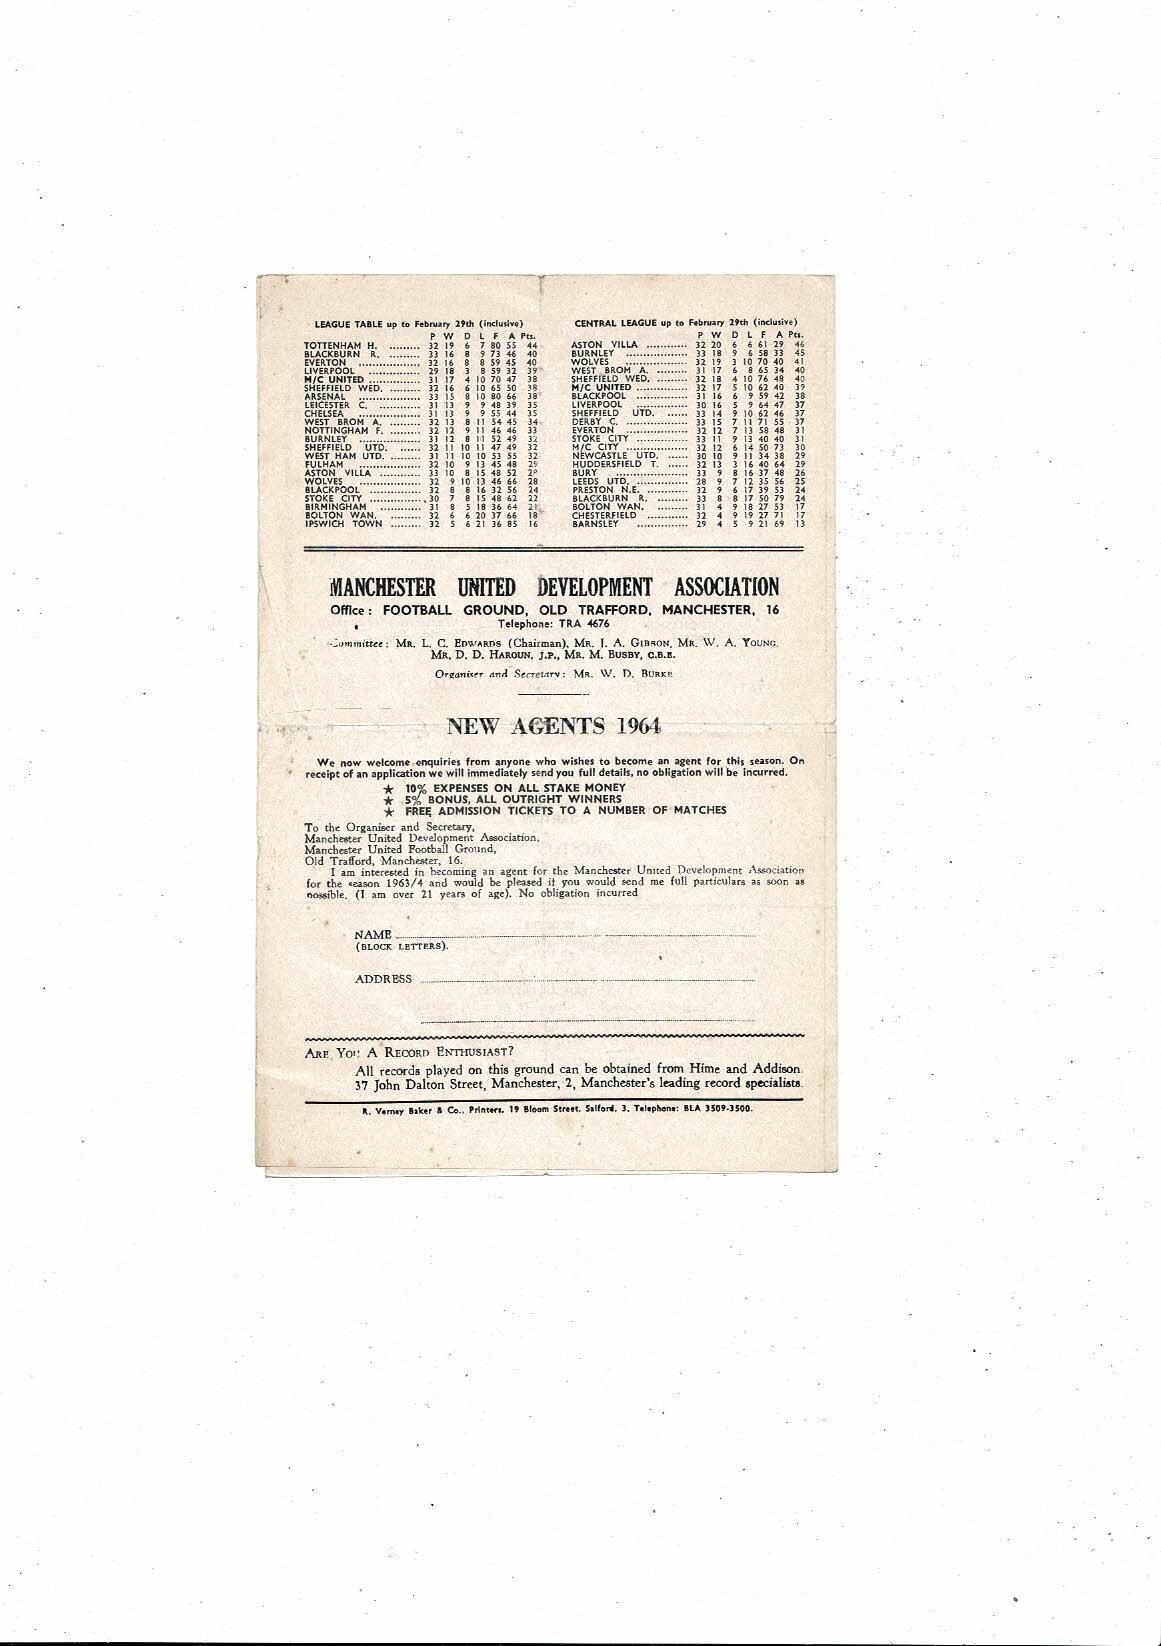 LEAGUE TABLE up to February 29th (inclusive)
P W D L F A Pts.
TOTTENHAM H. ......... 32 19 6 7 80 55 44
BLACKBURN R. ......... 33 16 8 9 73 46 40
EVERTON .................. 32 16 8 8 59 45 40
LIVERPOOL ............... 29 18 3 8 59 32 39
M/C UNITED ............... 31 17 4 10 70 47 38
SHEFFIELD WED. ......... 32 16 6 10 65 50 38
ARSENAL .................. 33 15 8 10 80 66 38
LEICESTER C. ............ 31 13 9 9 48 39 35
CHELSEA .................. 31 13 9 9 55 44 35
WEST BROM A. ......... 32 13 8 11 54 45 34
NOTTINGHAM F. ......... 32 12 9 11 46 46 33
BURNLEY .................. 31 12 8 11 52 49 32
SHEFFIELD UTD. ...... 32 11 10 11 47 49 32
WEST HAM UTD. ......... 31 11 10 10 53 55 32
FULHAM .................. 32 10 9 13 45 48 29
ASTON VILLA ............ 33 10 8 15 48 52 28
WOLVES .................. 32 9 10 13 46 66 28
BLACKPOOL ............... 32 8 8 16 32 56 24
STOKE CITY ............... 30 7 8 15 48 62 22
BIRMINGHAM ............ 31 8 5 18 36 64 21
BOLTON WAN. ......... 32 6 6 20 37 66 18
IPSWICH TOWN ......... 32 5 6 21 36 85 16
CENTRAL LEAGUE up to February 29th (inclusive)
P W D L F A Pts.
ASTON VILLA ............ 32 20 6 6 61 29 46
BURNLEY .................. 33 18 9 6 58 33 45
WOLVES .................. 32 19 3 10 70 40 41
WEST BROM A. ......... 31 17 6 8 65 34 40
SHEFFIELD WED. ......... 32 18 4 10 76 48 40
M/C UNITED ............... 32 17 5 10 62 40 39
BLACKPOOL ............... 31 16 6 9 59 42 38
LIVERPOOL ............... 30 16 5 9 64 47 37
SHEFFIELD UTD. ...... 33 14 9 10 62 46 37
DERBY C. .................. 33 15 7 11 71 55 37
EVERTON .................. 32 12 7 13 58 48 31
STOKE CITY ............... 33 11 9 13 40 40 31
M/C CITY .................. 32 12 6 14 50 73 30
NEWCASTLE UTD. ...... 30 10 9 11 34 38 29
HUDDERSFIELD T. ...... 32 13 3 16 40 64 29
BURY .................. 33 9 8 16 37 48 26
LEEDS UTD. ............... 28 9 7 12 35 56 25
PRESTON N.E. ............ 32 9 6 17 39 53 24
BLACKBURN R. ......... 33 8 8 17 50 79 24
BOLTON WAN. ......... 31 4 9 18 27 53 17
CHESTERFIELD ............ 32 4 9 19 27 71 17
BARNSLEY ............... 29 4 5 9 21 69 13
MANCHESTER UNITED DEVELOPMENT ASSOCIATION
Office : FOOTBALL GROUND, OLD TRAFFORD, MANCHESTER, 16
Telephone: TRA 4676
Committee : MR. L. C. EDWARDS (Chairman), MR. J. A. GIBSON, MR. W. A. YOUNG,
MR. D. D. HAROUN, J.P., MR. M. BUSBY, C.B.E.
Organiser and Secretary : MR. W. D. BURKE
NEW AGENTS 1964
We now welcome enquiries from anyone who wishes to become an agent for this season. On
receipt of an application we will immediately send you full details, no obligation will be incurred.
★ 10% EXPENSES ON ALL STAKE MONEY
★ 5% BONUS, ALL OUTRIGHT WINNERS
★ FREE ADMISSION TICKETS TO A NUMBER OF MATCHES
To the Organiser and Secretary,
Manchester United Development Association,
Manchester United Football Ground,
Old Trafford, Manchester, 16.
I am interested in becoming an agent for the Manchester United Development Association
for the season 1963/4 and would be pleased if you would send me full particulars as soon as
possible. (I am over 21 years of age). No obligation incurred
NAME
(BLOCK LETTERS).
ADDRESS
ARE YOU A RECORD ENTHUSIAST?
All records played on this ground can be obtained from Hime and Addison.
37 John Dalton Street, Manchester, 2, Manchester's leading record specialists.
R. Verney Baker & Co., Printers, 19 Bloom Street, Salford, 3. Telephone: BLA 3509-3500.